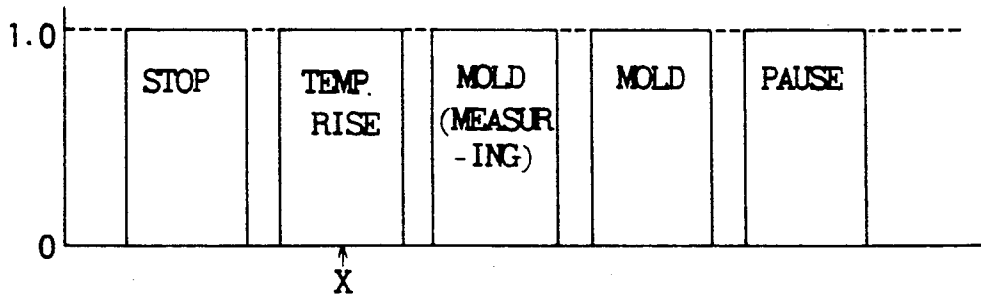 1.0
STOP
TEMP.
RISE
MOLD
(MEASUR
-ING)
MOLD
PAUSE
0
X